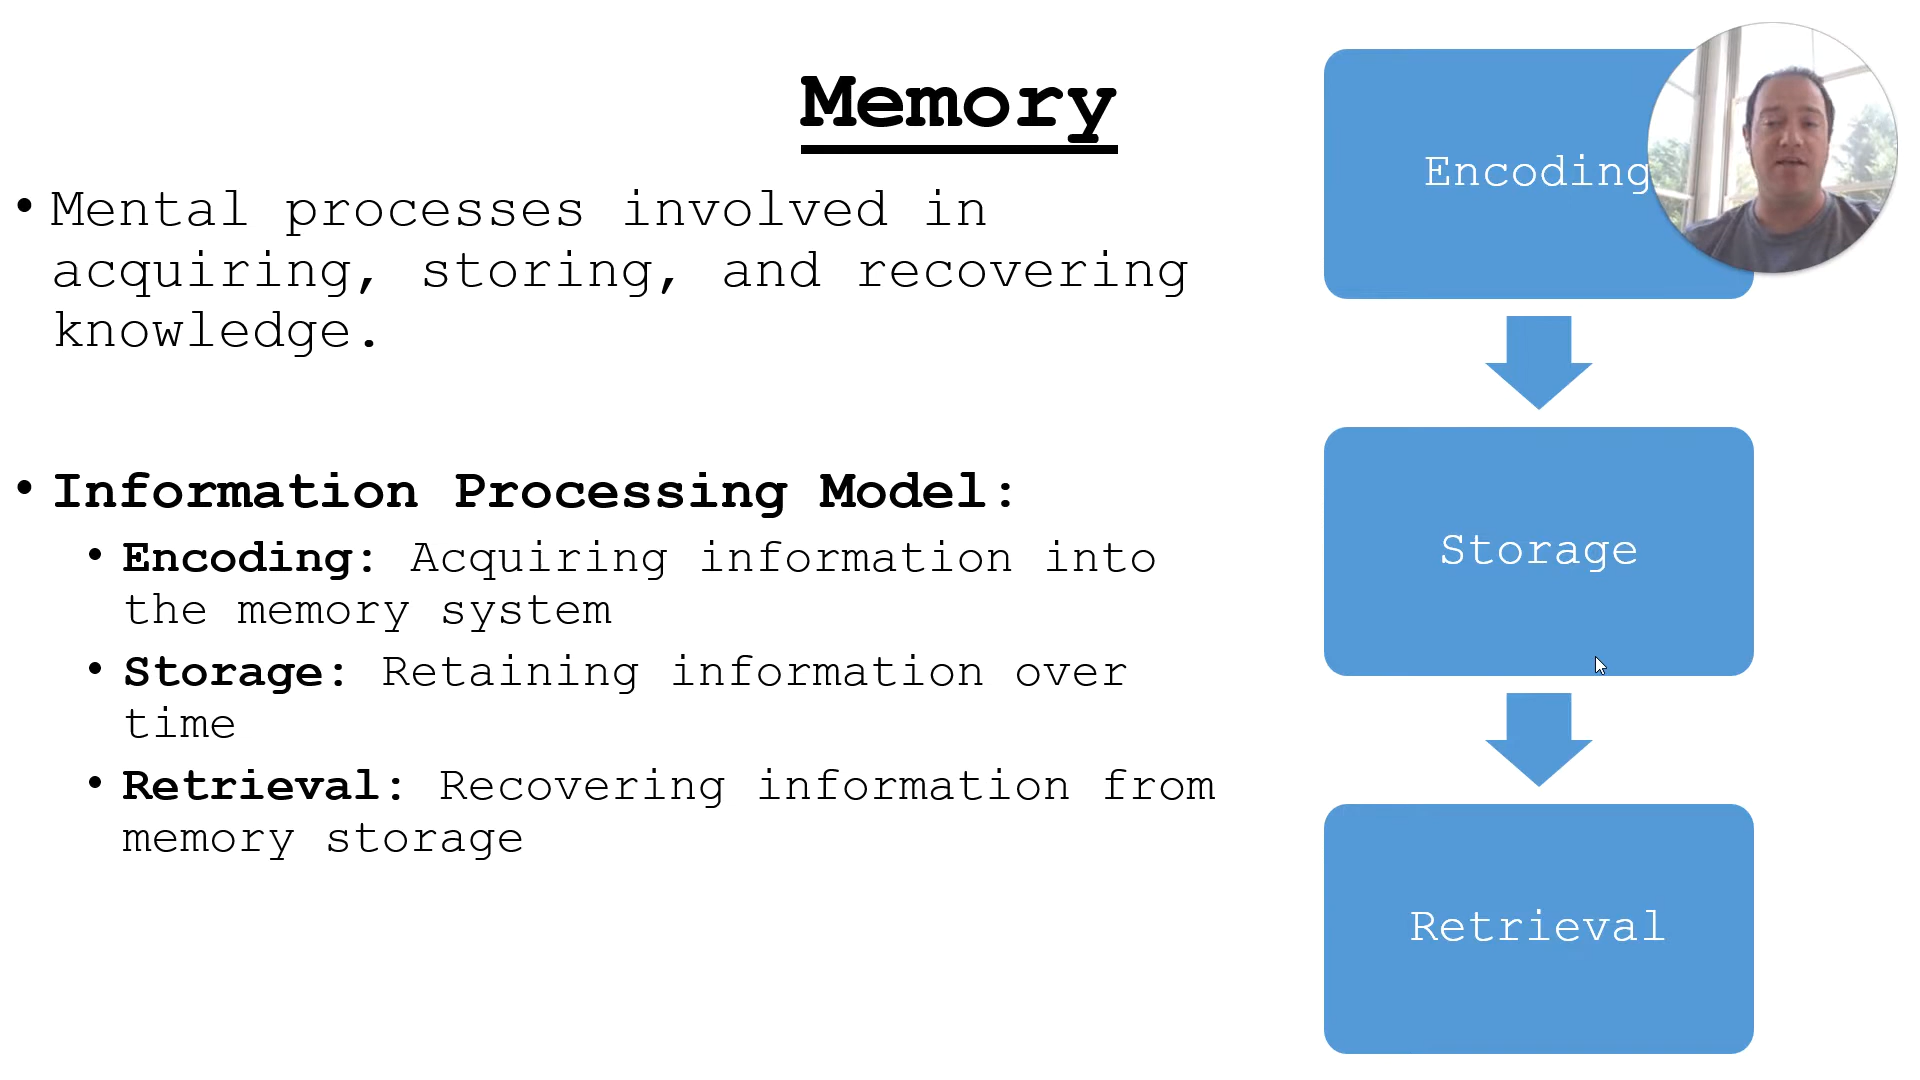 Memory
• Mental processes involved in
acquiring, storing, and recovering
knowledge.
• Information Processing Model:
• Encoding: Acquiring information into
the memory system
• Storage: Retaining information over
time
• Retrieval: Recovering information from
memory storage
Encoding
Storage
Retrieval